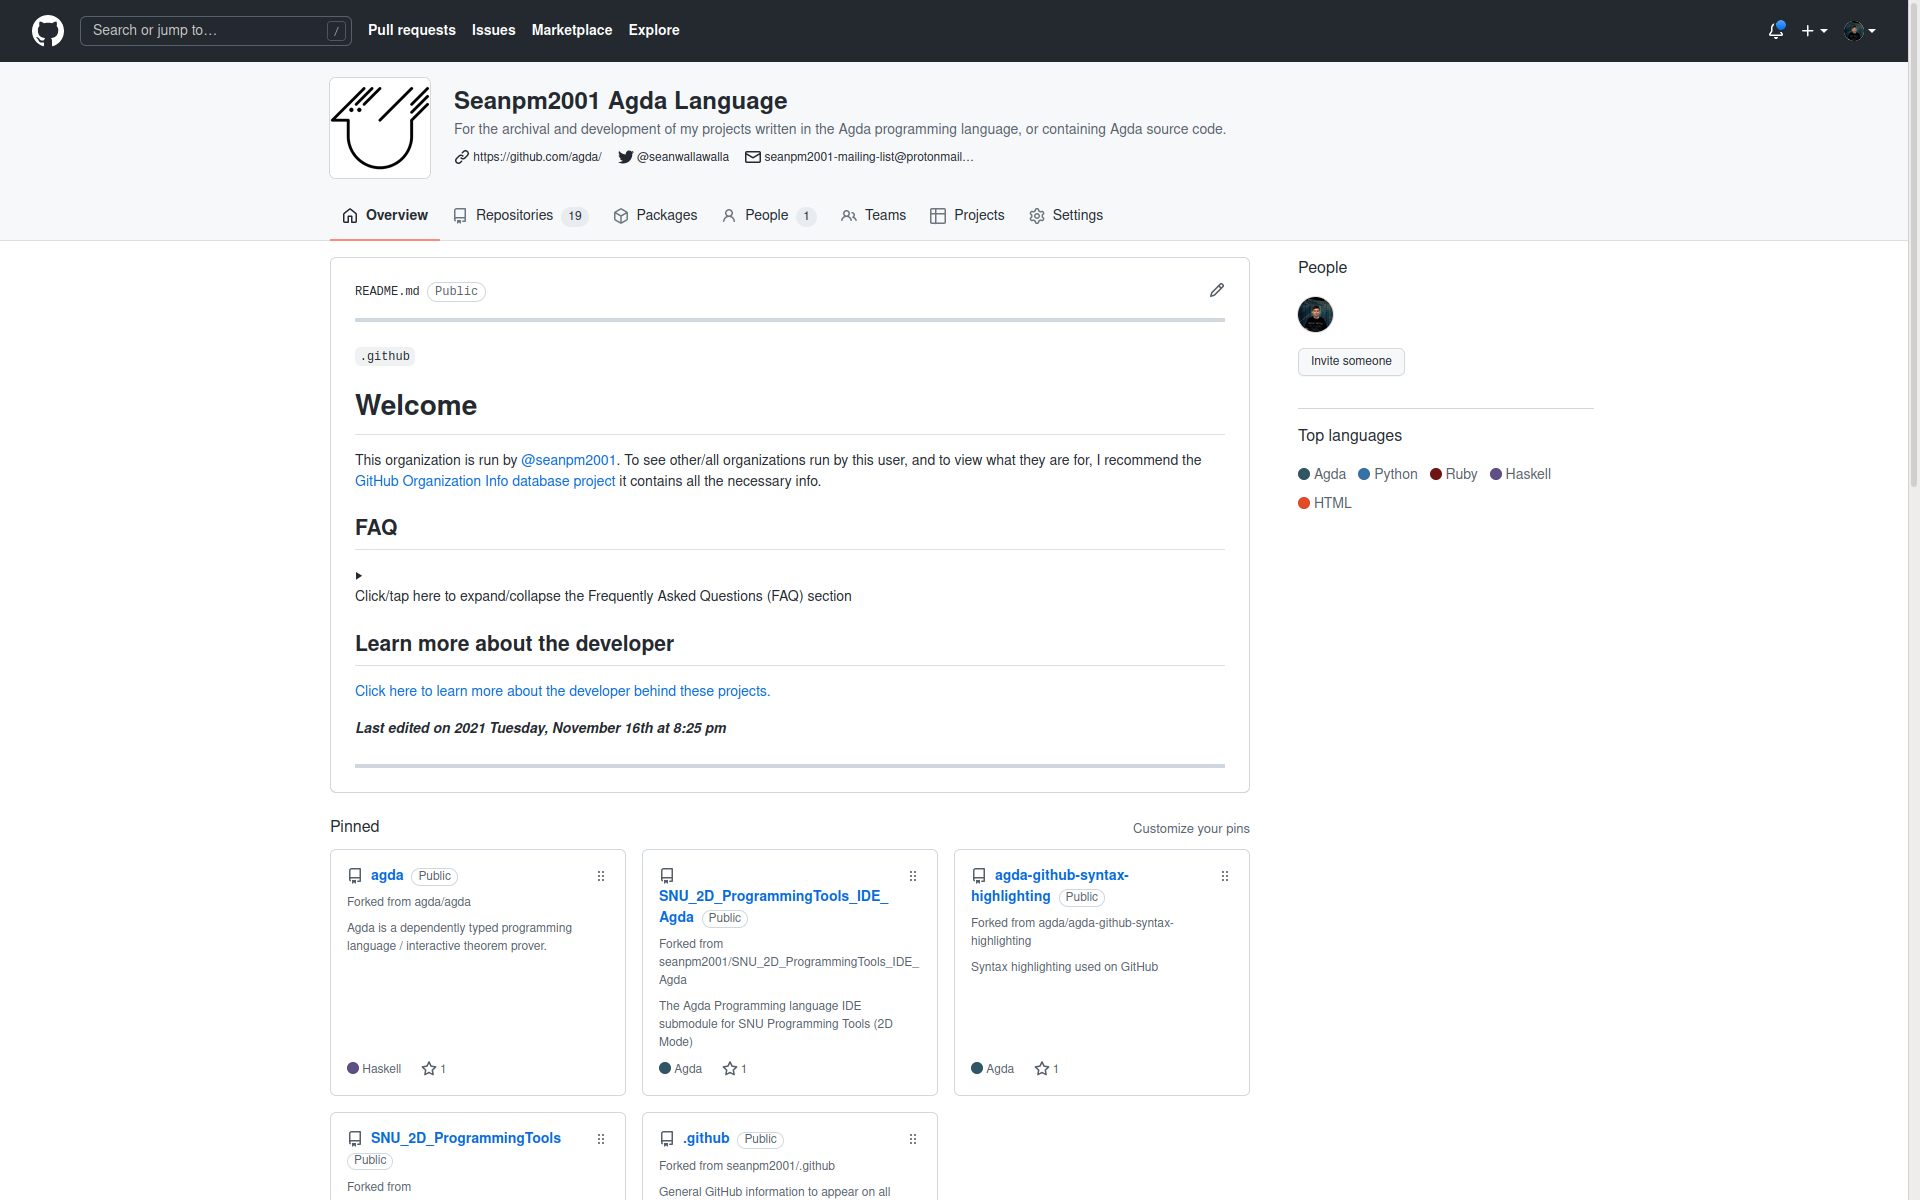 Search or jump to…
/
Pull requests
Issues
Marketplace
Explore
Seanpm2001 Agda Language
For the archival and development of my projects written in the Agda programming language, or containing Agda source code.
https://github.com/agda/
@seanwallawalla
seanpm2001-mailing-list@protonmail…
Overview
Repositories 19
Packages
People 1
Teams
Projects
Settings
README.md Public
.github
Welcome
This organization is run by @seanpm2001. To see other/all organizations run by this user, and to view what they are for, I recommend the
GitHub Organization Info database project it contains all the necessary info.
FAQ
Click/tap here to expand/collapse the Frequently Asked Questions (FAQ) section
Learn more about the developer
Click here to learn more about the developer behind these projects.
Last edited on 2021 Tuesday, November 16th at 8:25 pm
People
Invite someone
Top languages
Agda Python Ruby Haskell
HTML
Pinned
Customize your pins
agda Public
Forked from agda/agda
Agda is a dependently typed programming
language / interactive theorem prover.
Haskell 1
SNU_2D_ProgrammingTools_IDE_
Agda Public
Forked from
seanpm2001/SNU_2D_ProgrammingTools_IDE_
Agda
The Agda Programming language IDE
submodule for SNU Programming Tools (2D
Mode)
Agda 1
agda-github-syntax-
highlighting Public
Forked from agda/agda-github-syntax-
highlighting
Syntax highlighting used on GitHub
Agda 1
SNU_2D_ProgrammingTools
Public
Forked from
.github Public
Forked from seanpm2001/.github
General GitHub information to appear on all